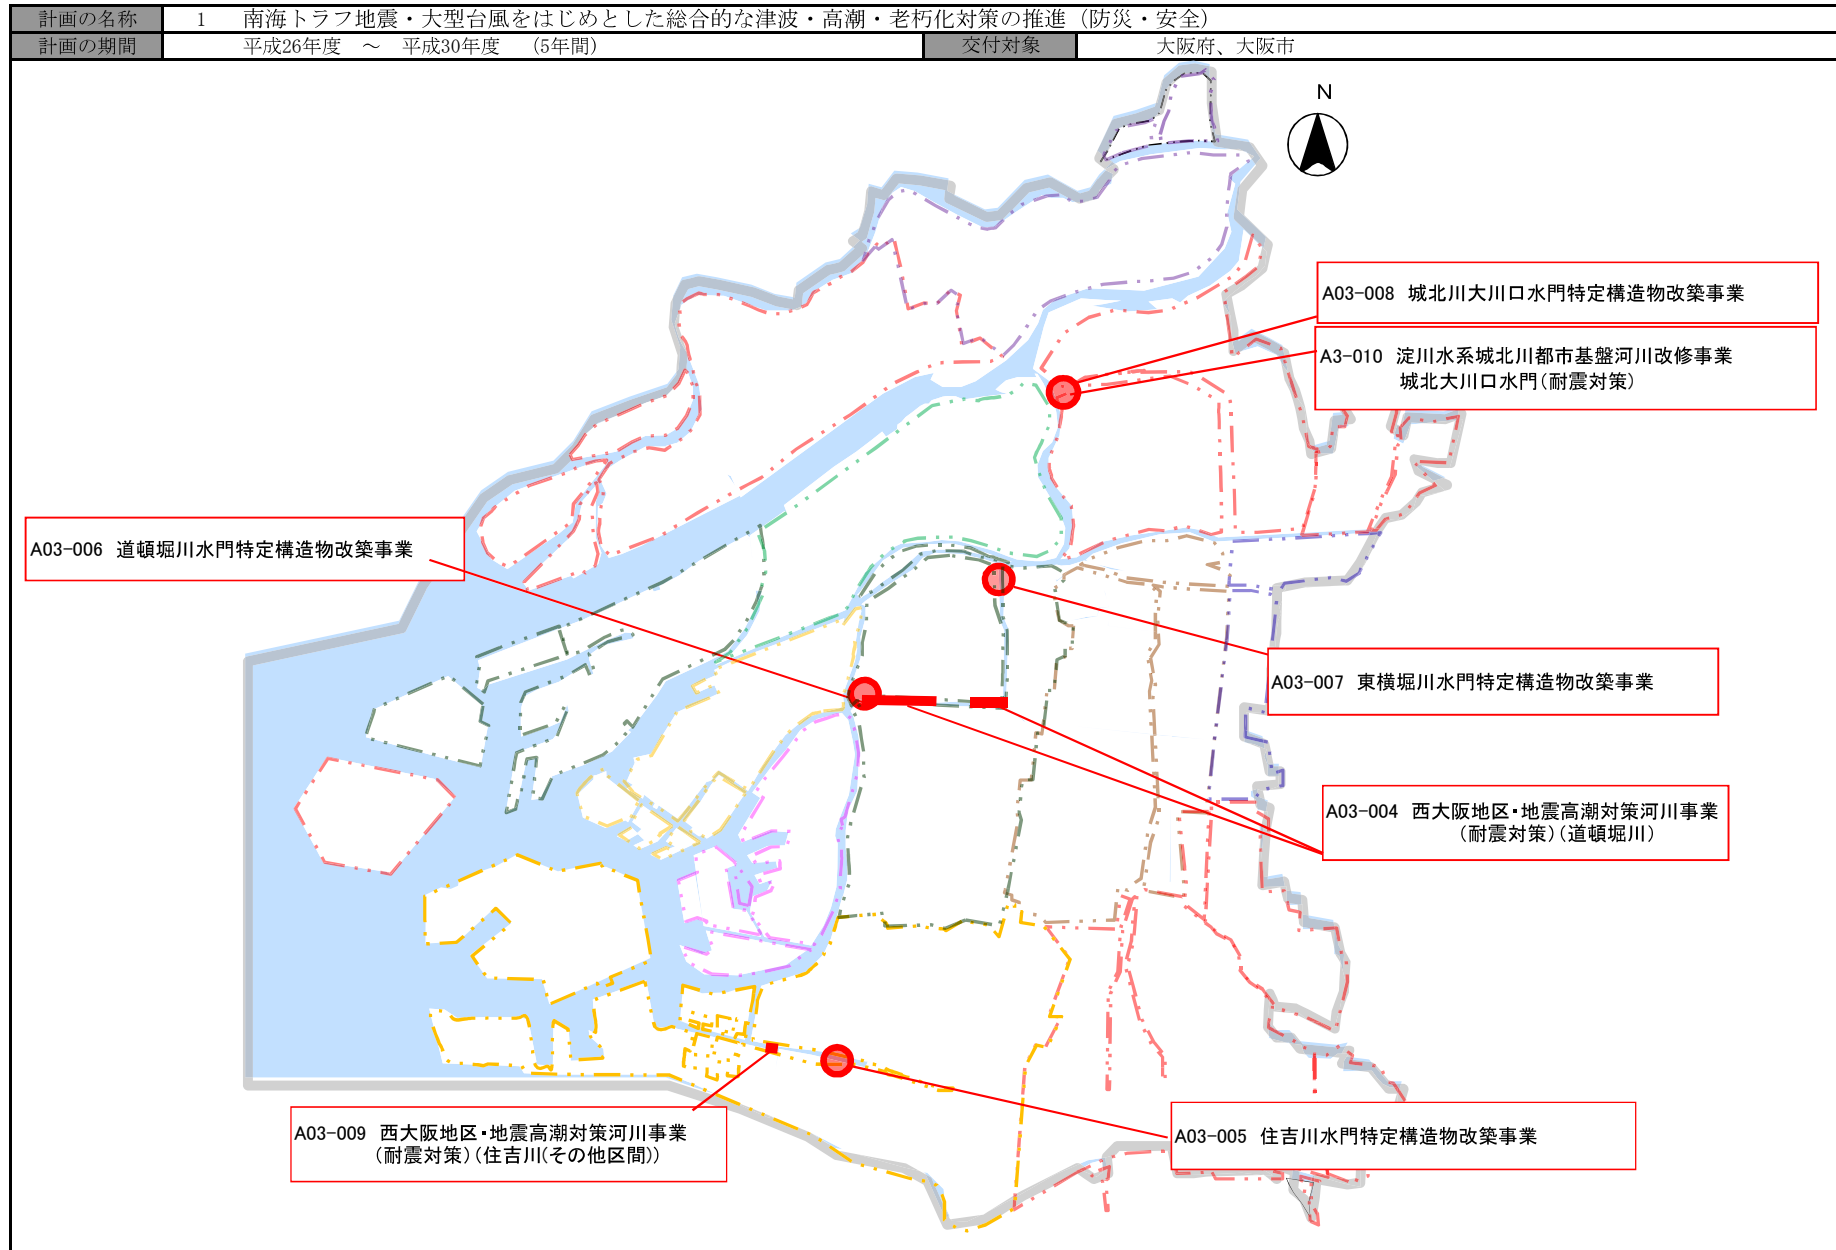 計画の名称 1 南海トラフ地震・大型台風をはじめとした総合的な津波・高潮・老朽化対策の推進（防災・安全）
計画の期間 平成26年度 ～ 平成30年度 （5年間） 交付対象 大阪府、大阪市
N
A03-008 城北川大川口水門特定構造物改築事業
A3-010 淀川水系城北川都市基盤河川改修事業
城北大川口水門(耐震対策)
A03-006 道頓堀川水門特定構造物改築事業
A03-007 東横堀川水門特定構造物改築事業
A03-004 西大阪地区・地震高潮対策河川事業
(耐震対策)(道頓堀川)
A03-009 西大阪地区・地震高潮対策河川事業
(耐震対策)(住吉川(その他区間))
A03-005 住吉川水門特定構造物改築事業